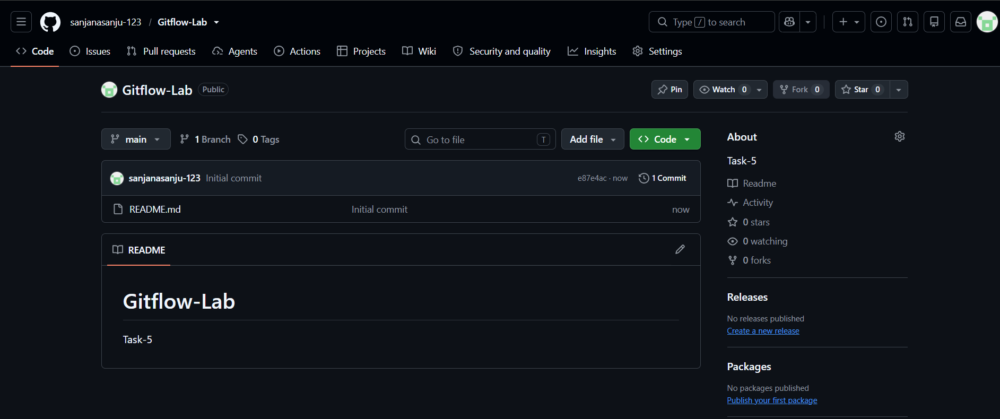 sanjanasanju-123 / Gitflow-Lab
Type / to search
Code Issues Pull requests Agents Actions Projects Wiki Security and quality Insights Settings
Gitflow-Lab Public
Pin Watch 0 Fork 0 Star 0
main 1 Branch 0 Tags
Go to file T Add file Code
sanjanasanju-123 Initial commit e87e4ac · now 1 Commit
README.md Initial commit now
README
Gitflow-Lab
Task-5
About
Task-5
Readme
Activity
0 stars
0 watching
0 forks
Releases
No releases published
Create a new release
Packages
No packages published
Publish your first package